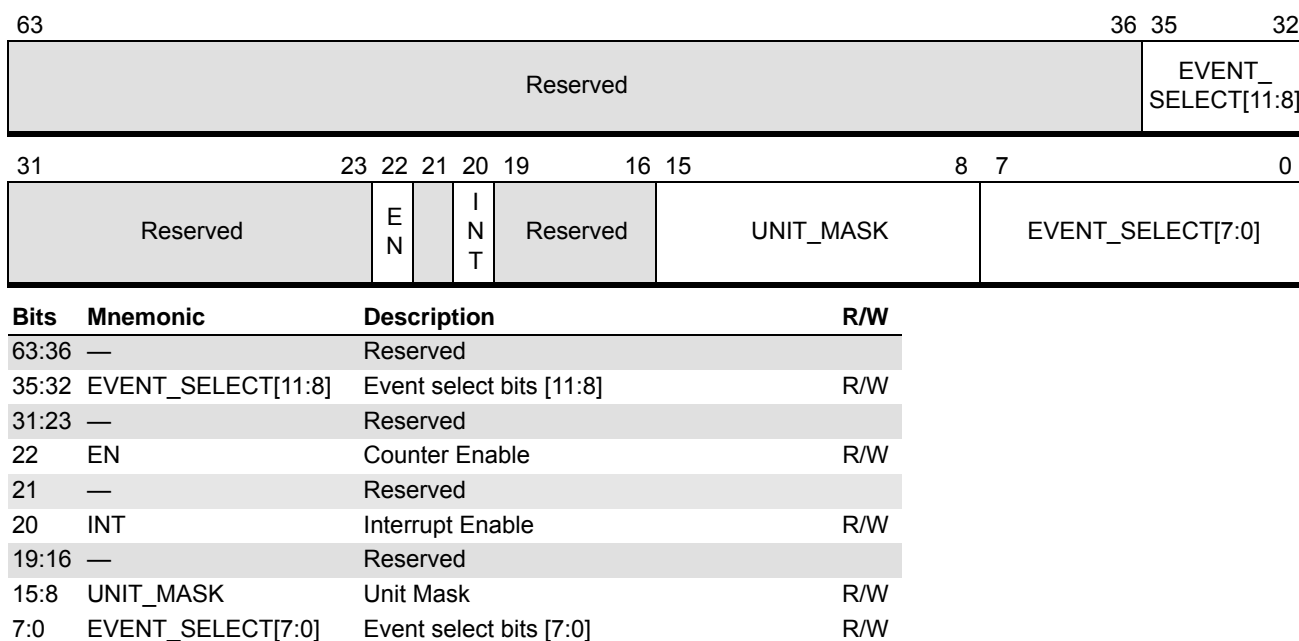 63 36 35 32
Reserved EVENT_
SELECT[11:8]
31 23 22 21 20 19 16 15 8 7 0
Reserved E
N I
N
T Reserved UNIT_MASK EVENT_SELECT[7:0]
Bits Mnemonic Description R/W
63:36 — Reserved
35:32 EVENT_SELECT[11:8] Event select bits [11:8] R/W
31:23 — Reserved
22 EN Counter Enable R/W
21 — Reserved
20 INT Interrupt Enable R/W
19:16 — Reserved
15:8 UNIT_MASK Unit Mask R/W
7:0 EVENT_SELECT[7:0] Event select bits [7:0] R/W